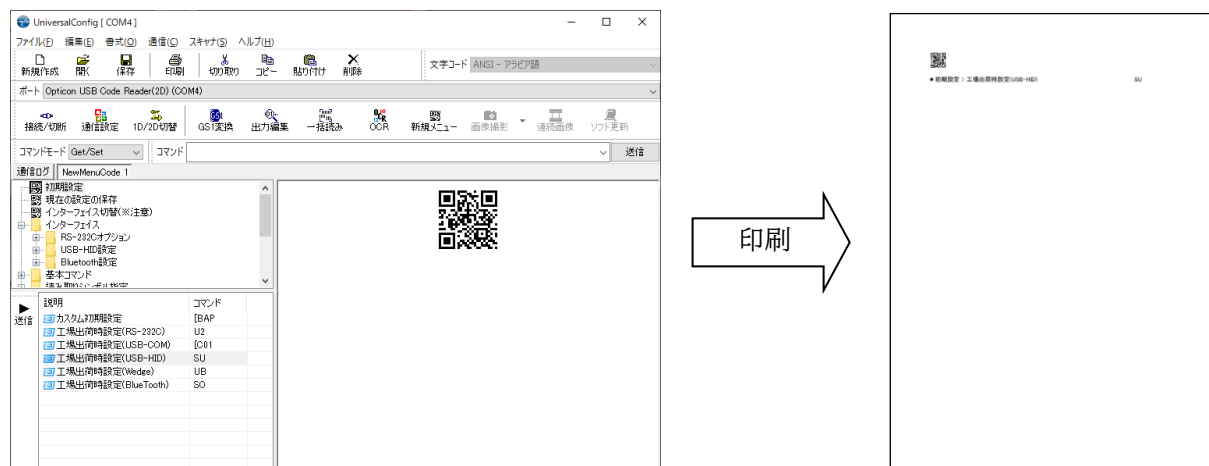 UniversalConfig [ COM4 ]
ファイル(F) 編集(E) 書式(O) 通信(C) スキャナ(S) ヘルプ(H)
新規作成 開く 保存 印刷 切り取り コピー 貼り付け 削除 文字コード ANSI - アラビア語
ポート Opticon USB Code Reader(2D) (COM4)
接続/切断 通信設定 1D/2D切替 GS1変換 出力編集 一括読み OCR 新規メニュー 画像撮影 連続画像 ソフト更新
コマンドモード Get/Set コマンド 送信
通信ログ NewMenuCode 1
初期設定
現在の設定の保存
インターフェイス切替(※注意)
インターフェイス
RS-232Cオプション
USB-HID設定
Bluetooth設定
基本コマンド
読み取りシンボル指定
送信
説明 コマンド
カスタム初期設定 [BAP
工場出荷時設定(RS-232C) U2
工場出荷時設定(USB-COM) [C01
工場出荷時設定(USB-HID) SU
工場出荷時設定(Wedge) UB
工場出荷時設定(BlueTooth) SO
印刷
● 初期設定 > 工場出荷時設定(USB-HID) SU